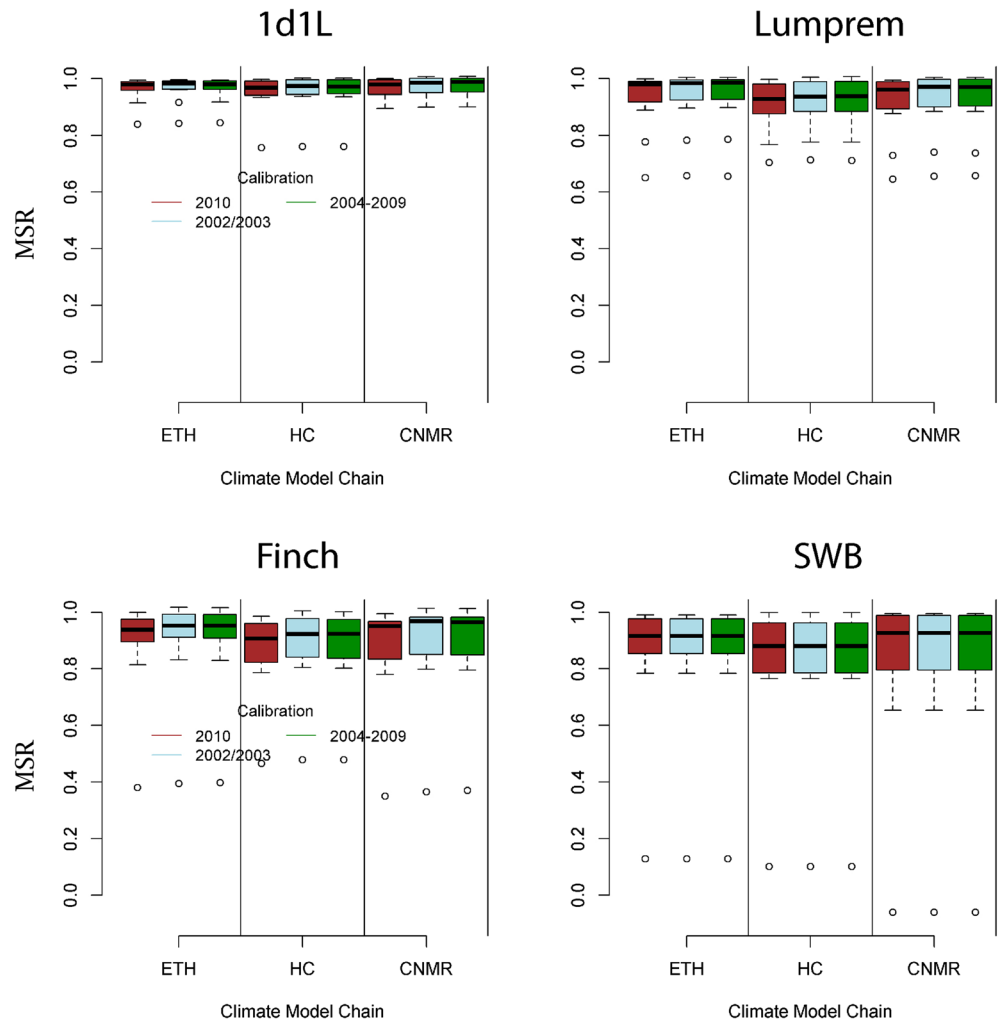 1d1L
MSR
1.0
0.8
0.6
0.4
0.2
0.0
Calibration
2010
2004-2009
2002/2003
ETH
HC
CNMR
Climate Model Chain
Lumprem
1.0
0.8
0.6
0.4
0.2
0.0
ETH
HC
CNMR
Climate Model Chain
Finch
MSR
1.0
0.8
0.6
0.4
0.2
0.0
Calibration
2010
2004-2009
2002/2003
ETH
HC
CNMR
Climate Model Chain
SWB
1.0
0.8
0.6
0.4
0.2
0.0
ETH
HC
CNMR
Climate Model Chain